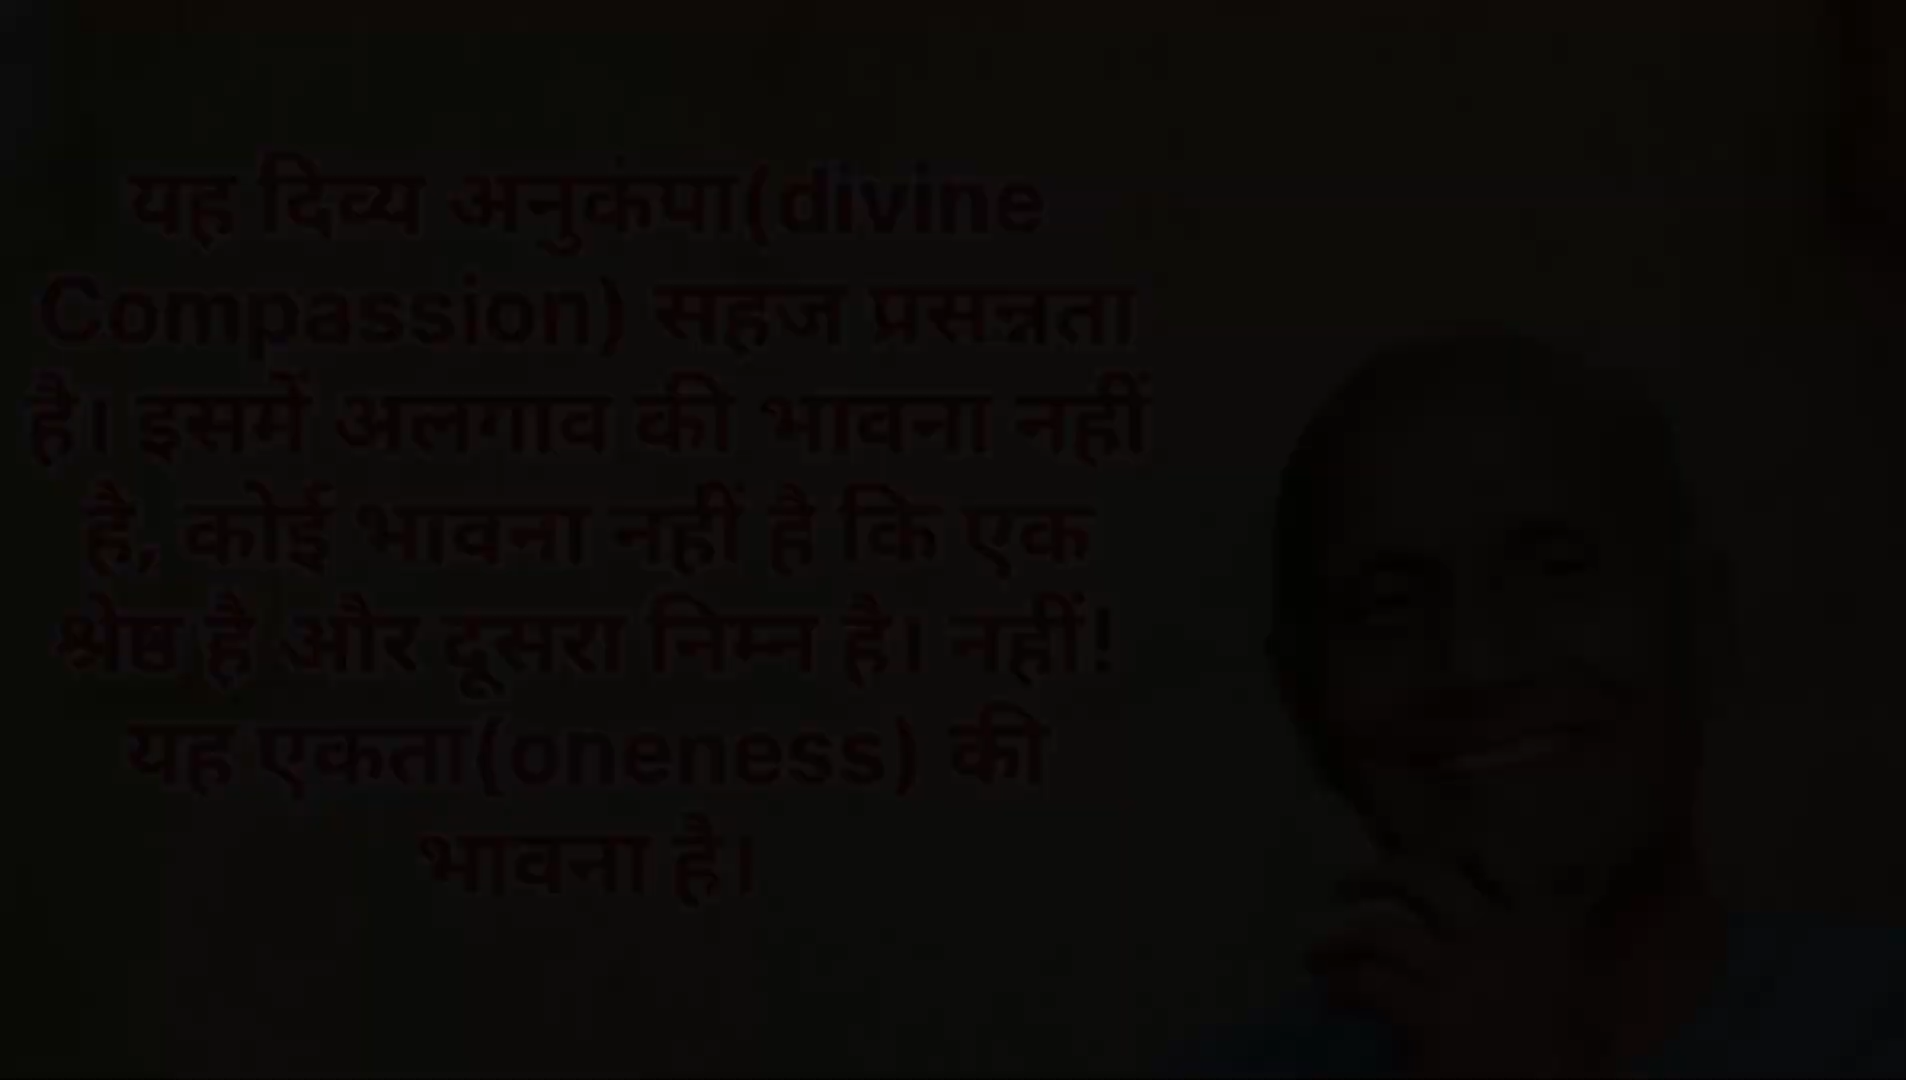 यह दिव्य अनुकंपा(divine
Compassion) सहज प्रसन्नता
है। इसमें अलगाव की भावना नहीं
है, कोई भावना नहीं है कि एक
श्रेष्ठ है और दूसरा निम्न है। नहीं!
यह एकता(oneness) की
भावना है।